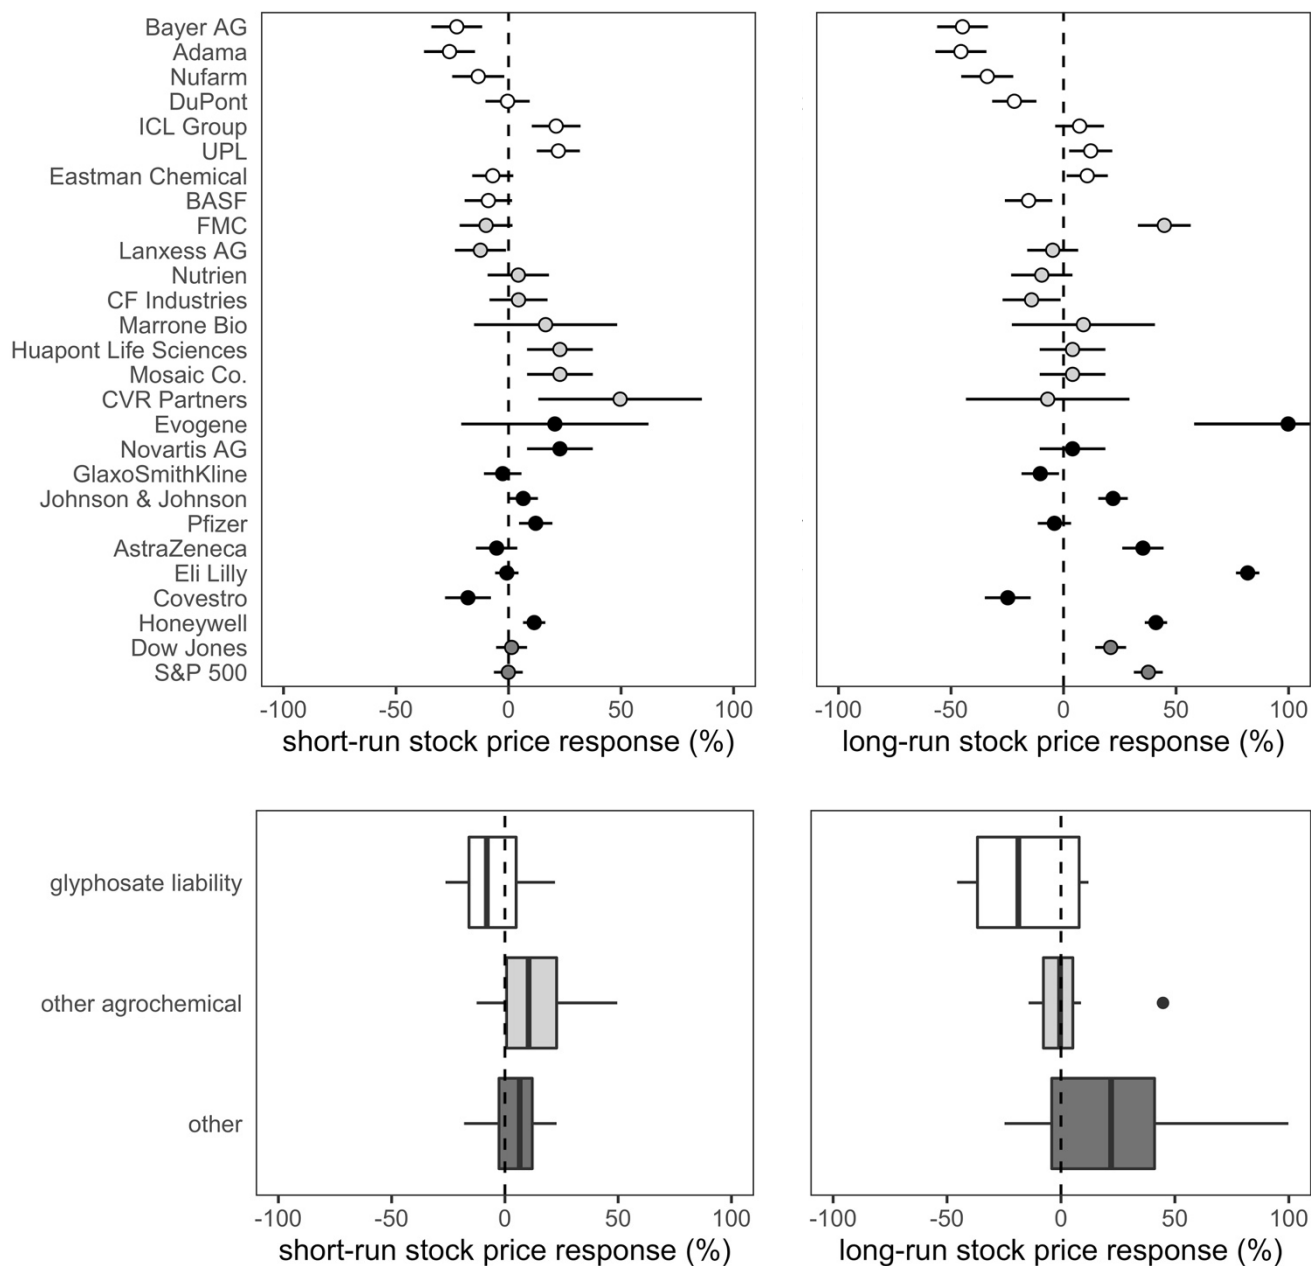 Bayer AG
Adama
Nufarm
DuPont
ICL Group
UPL
Eastman Chemical
BASF
FMC
Lanxess AG
Nutrien
CF Industries
Marrone Bio
Huapont Life Sciences
Mosaic Co.
CVR Partners
Evogene
Novartis AG
GlaxoSmithKline
Johnson & Johnson
Pfizer
AstraZeneca
Eli Lilly
Covestro
Honeywell
Dow Jones
S&P 500
-100 -50 0 50 100
short-run stock price response (%)
-100 -50 0 50 100
long-run stock price response (%)
glyphosate liability
other agrochemical
other
-100 -50 0 50 100
short-run stock price response (%)
-100 -50 0 50 100
long-run stock price response (%)